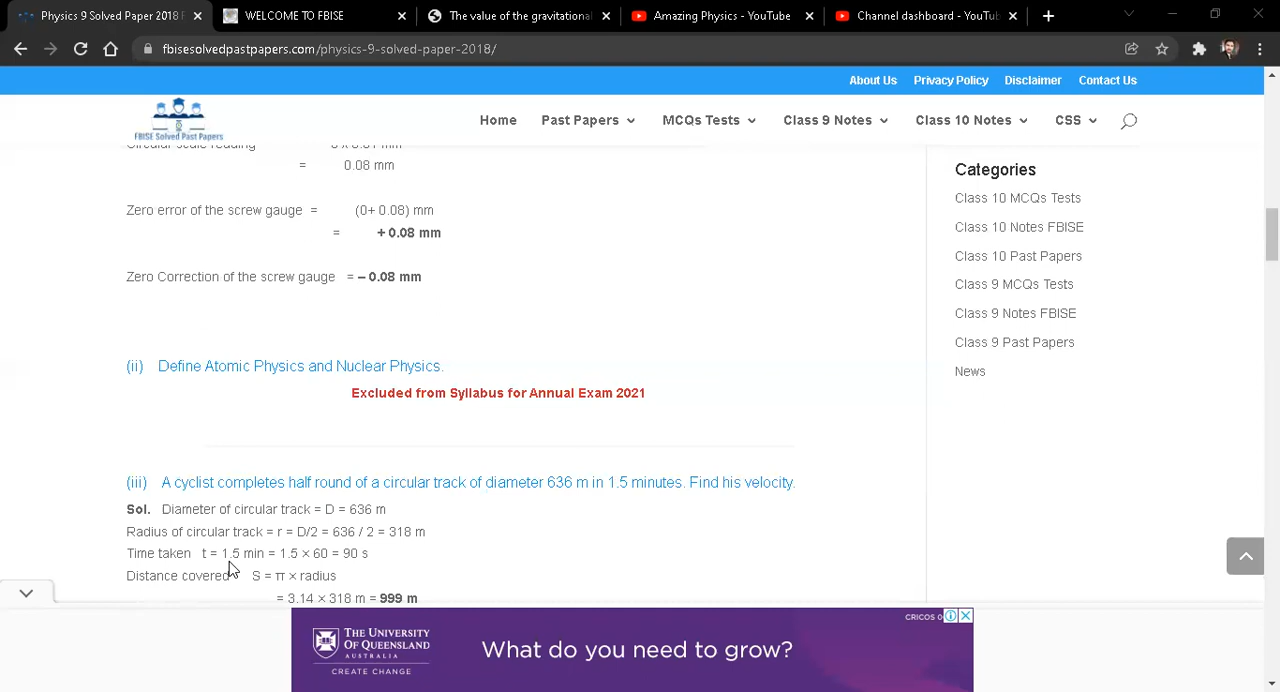 Physics 9 Solved Paper 2018 F
WELCOME TO FBISE
The value of the gravitational
Amazing Physics - YouTube
Channel dashboard - YouTub
fbisesolvedpastpapers.com/physics-9-solved-paper-2018/
About Us Privacy Policy Disclaimer Contact Us
FBISE Solved Past Papers
Home Past Papers MCQs Tests Class 9 Notes Class 10 Notes CSS
Circular scale reading
= 0.08 mm
Zero error of the screw gauge = (0+ 0.08) mm
= + 0.08 mm
Zero Correction of the screw gauge = – 0.08 mm
(ii) Define Atomic Physics and Nuclear Physics.
Excluded from Syllabus for Annual Exam 2021
(iii) A cyclist completes half round of a circular track of diameter 636 m in 1.5 minutes. Find his velocity.
Sol. Diameter of circular track = D = 636 m
Radius of circular track = r = D/2 = 636 / 2 = 318 m
Time taken t = 1.5 min = 1.5 × 60 = 90 s
Distance covered S = π × radius
= 3.14 × 318 m = 999 m
Categories
Class 10 MCQs Tests
Class 10 Notes FBISE
Class 10 Past Papers
Class 9 MCQs Tests
Class 9 Notes FBISE
Class 9 Past Papers
News
CRICOS 0
THE UNIVERSITY
OF QUEENSLAND
AUSTRALIA
CREATE CHANGE
What do you need to grow?